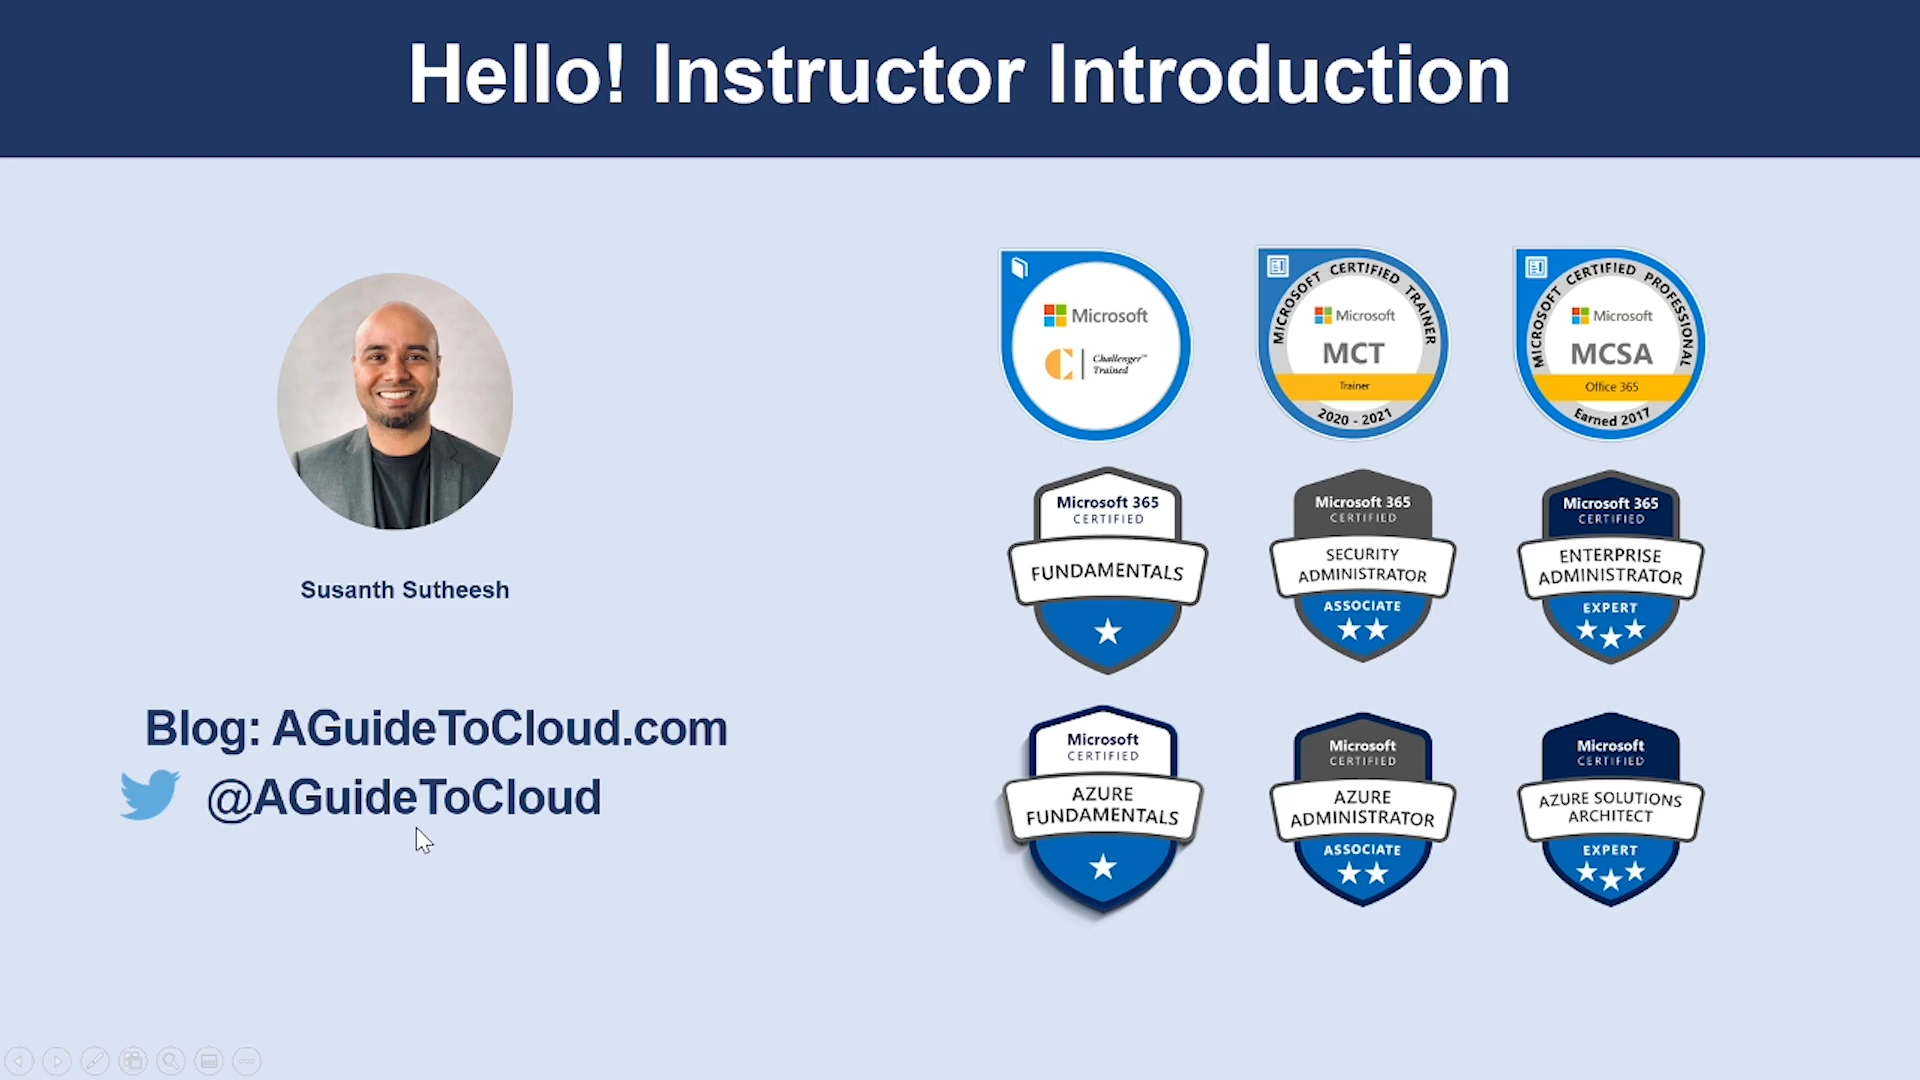 Hello! Instructor Introduction
Susanth Sutheesh
Blog: AGuideToCloud.com
@AGuideToCloud
Microsoft
Challenger™
Trained
MICROSOFT CERTIFIED TRAINER
Microsoft
MCT
Trainer
2020 - 2021
MICROSOFT CERTIFIED PROFESSIONAL
Microsoft
MCSA
Office 365
Earned 2017
Microsoft 365
CERTIFIED
FUNDAMENTALS
Microsoft 365
CERTIFIED
SECURITY
ADMINISTRATOR
ASSOCIATE
Microsoft 365
CERTIFIED
ENTERPRISE
ADMINISTRATOR
EXPERT
Microsoft
CERTIFIED
AZURE
FUNDAMENTALS
Microsoft
CERTIFIED
AZURE
ADMINISTRATOR
ASSOCIATE
Microsoft
CERTIFIED
AZURE SOLUTIONS
ARCHITECT
EXPERT